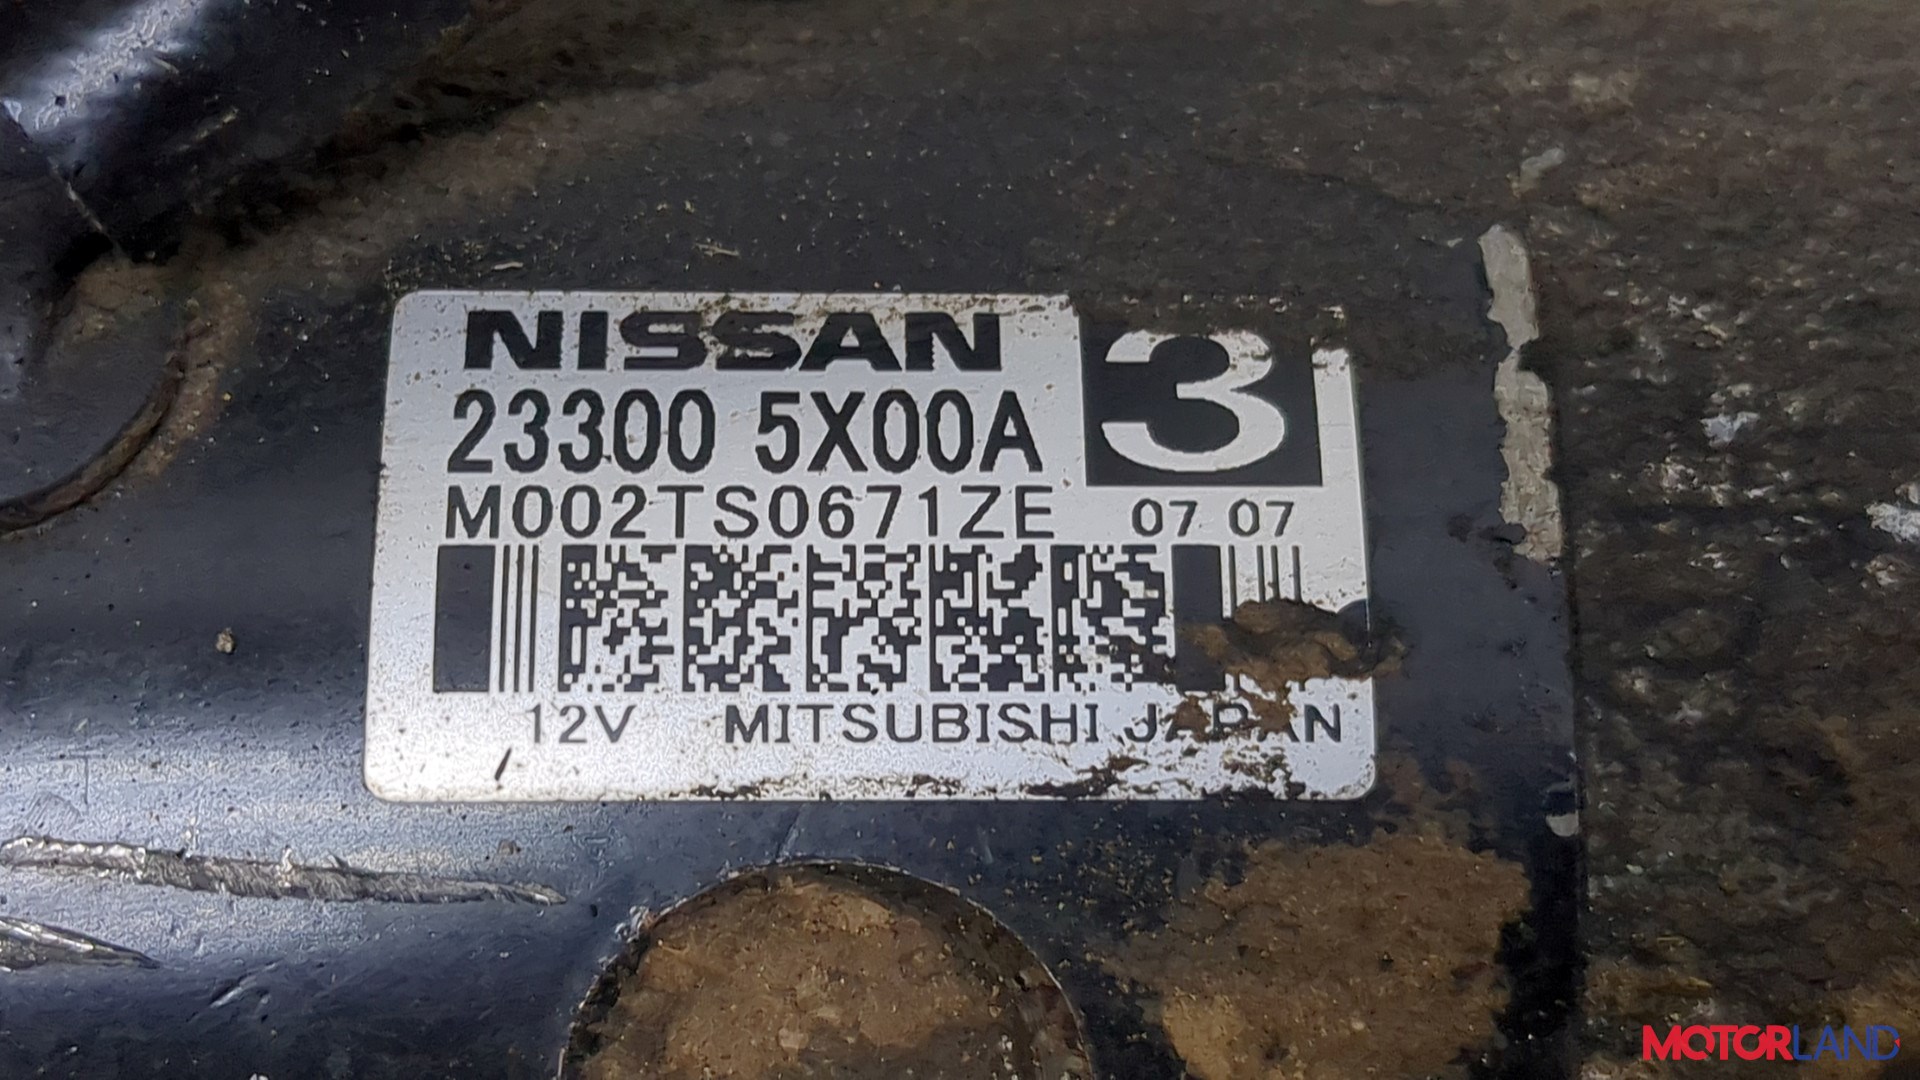 NISSAN
3
23300 5X00A
M002TS0671ZE 07 07
12V MITSUBISHI JAPAN
MOTORLAND